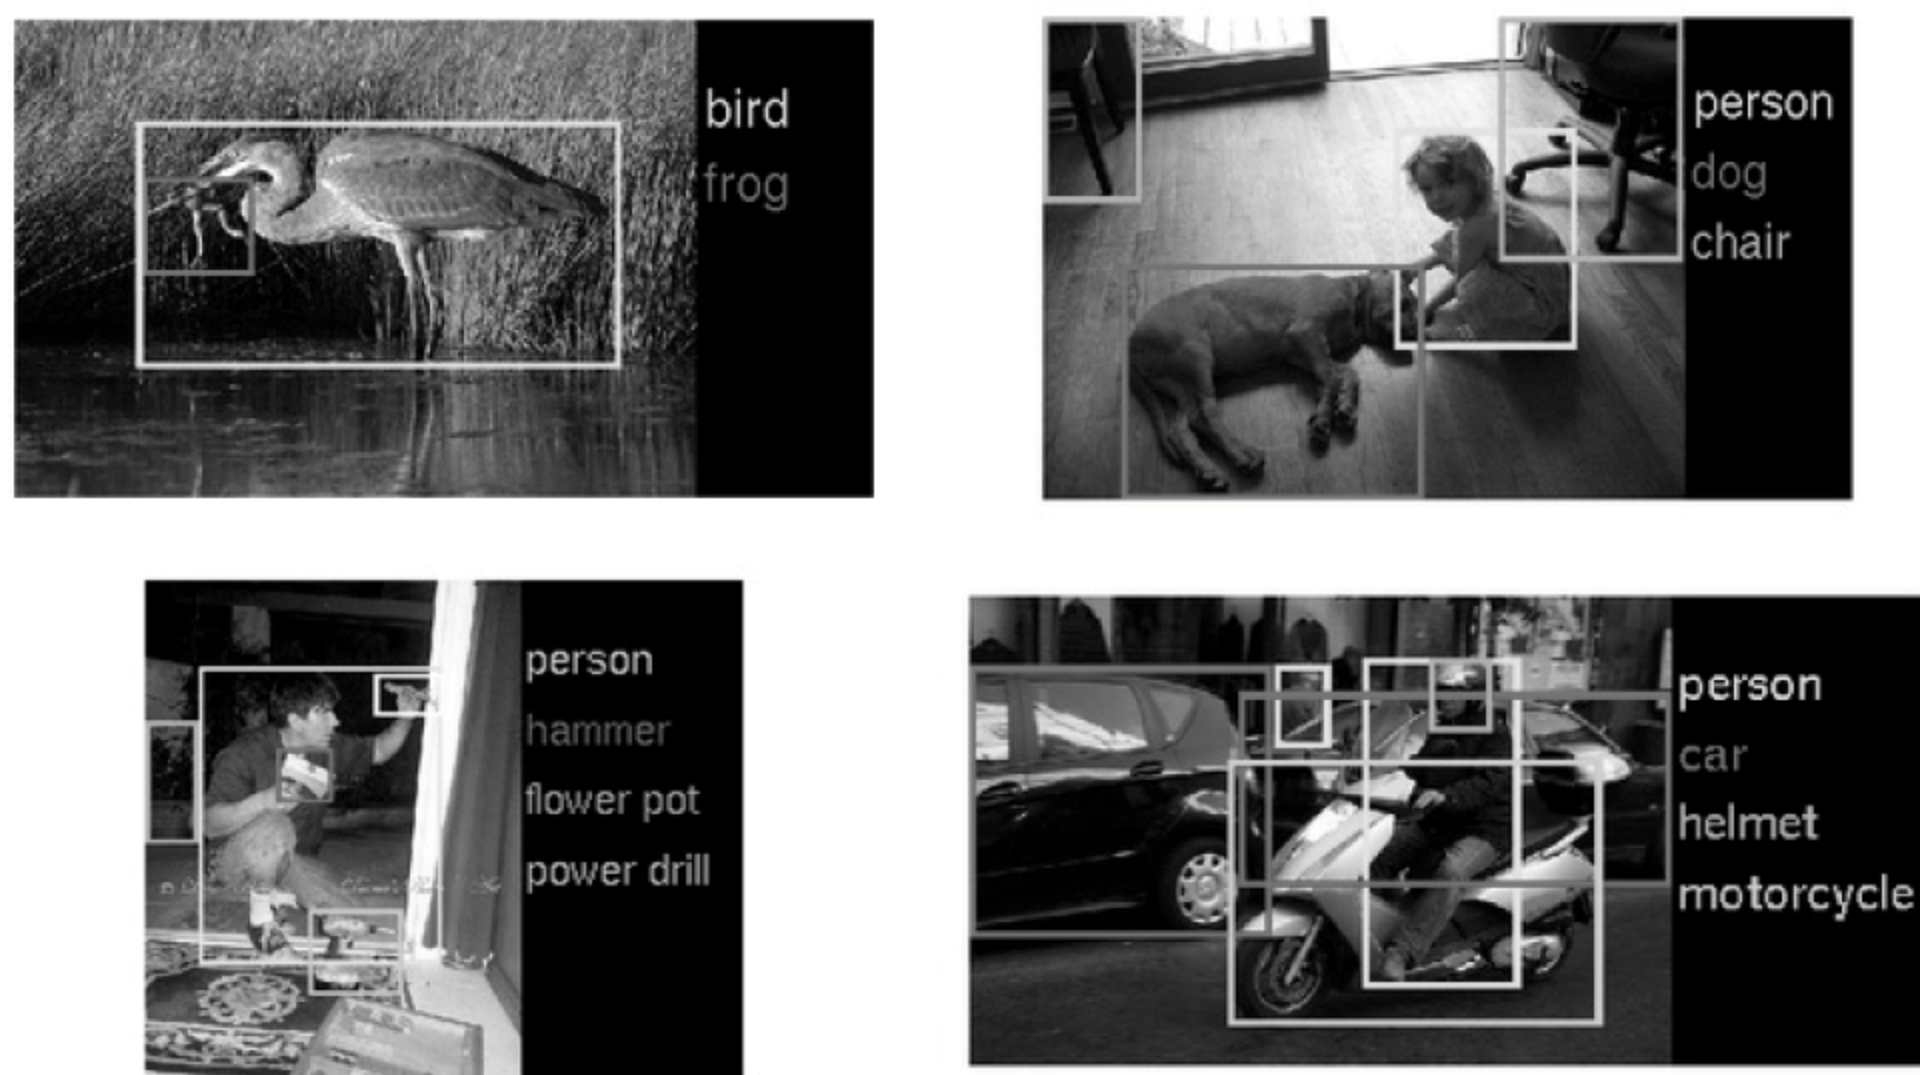 bird
frog
person
dog
chair
person
hammer
flower pot
power drill
person
car
helmet
motorcycle